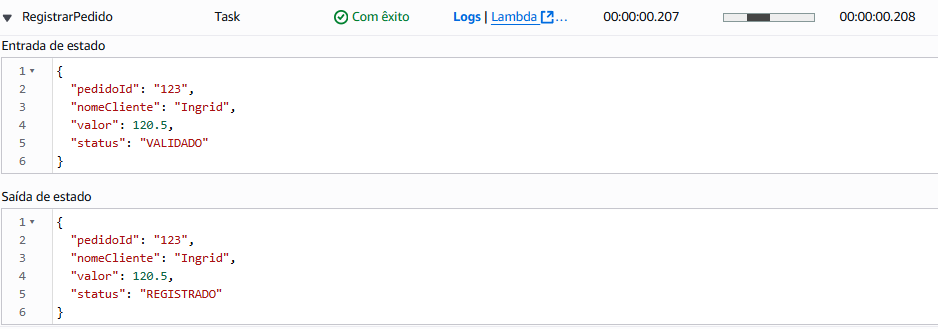 RegistrarPedido Task Com êxito Logs | Lambda ... 00:00:00.207 00:00:00.208
Entrada de estado
1 {
2 "pedidoId": "123",
3 "nomeCliente": "Ingrid",
4 "valor": 120.5,
5 "status": "VALIDADO"
6 }
Saída de estado
1 {
2 "pedidoId": "123",
3 "nomeCliente": "Ingrid",
4 "valor": 120.5,
5 "status": "REGISTRADO"
6 }